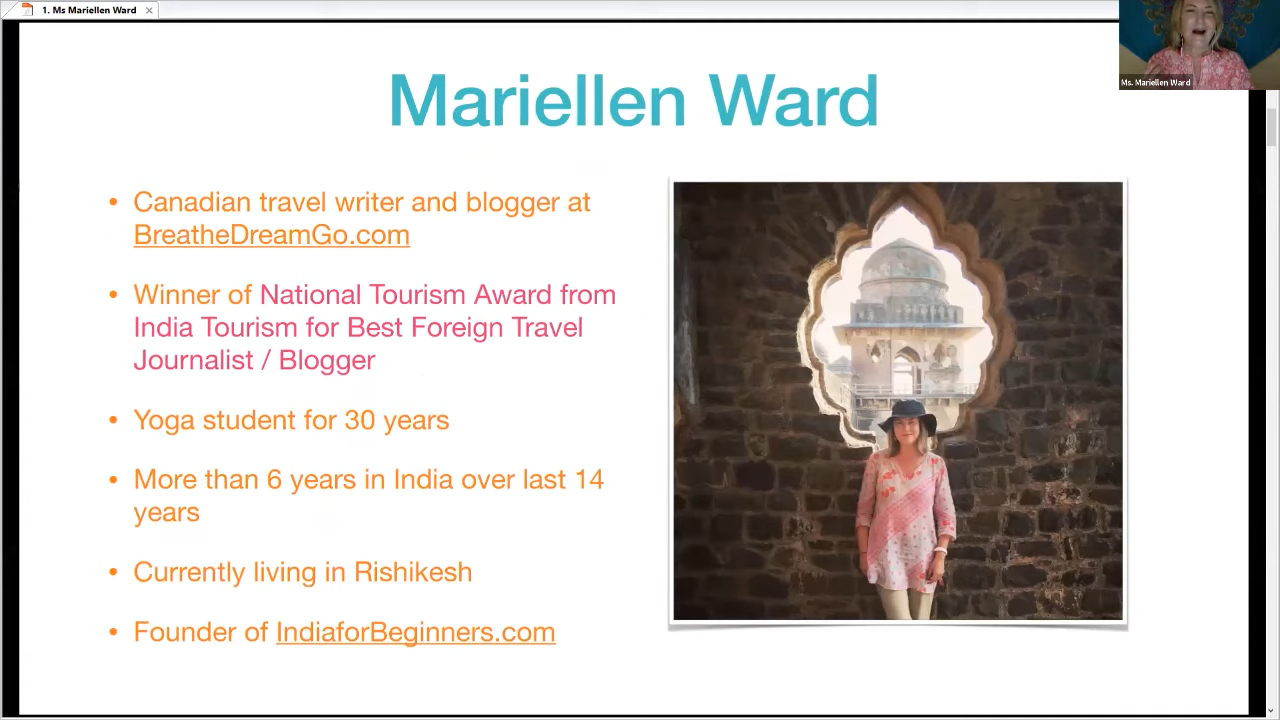 1. Ms Mariellen Ward
Ms. Mariellen Ward
Mariellen Ward
• Canadian travel writer and blogger at
BreatheDreamGo.com
• Winner of National Tourism Award from
India Tourism for Best Foreign Travel
Journalist / Blogger
• Yoga student for 30 years
• More than 6 years in India over last 14
years
• Currently living in Rishikesh
• Founder of IndiaforBeginners.com